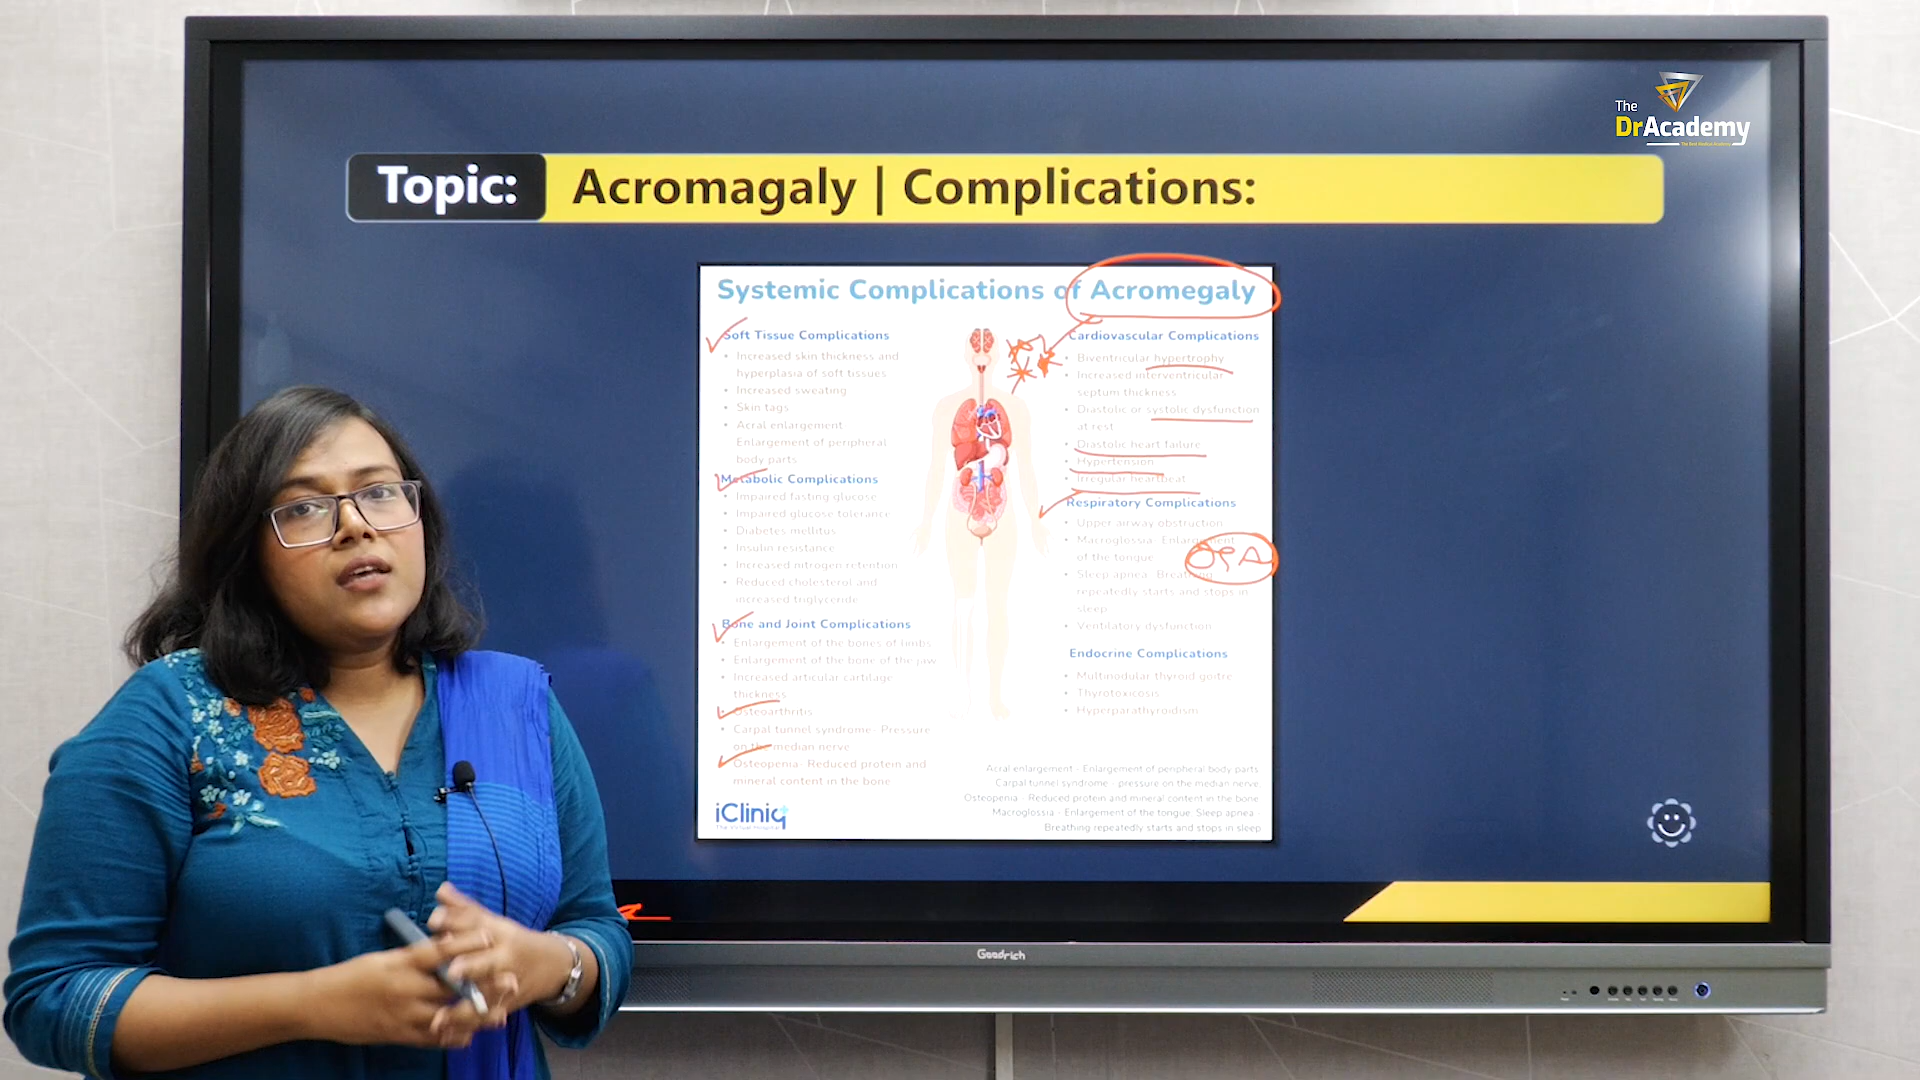 The
DrAcademy
Topic: Acromagaly | Complications:
Systemic Complications of Acromegaly
Soft Tissue Complications
Increased skin thickness and
hyperplasia of soft tissues
Increased sweating
Skin tags
Acral enlargement
Enlargement of peripheral
body parts
Metabolic Complications
Impaired fasting glucose
Impaired glucose tolerance
Diabetes mellitus
Insulin resistance
Increased nitrogen retention
Reduced cholesterol and
increased triglyceride
Bone and Joint Complications
Enlargement of the bones of limbs
Enlargement of the bone of the jaw
Increased articular cartilage
thickness
Osteoarthritis
Carpal tunnel syndrome- Pressure
on the median nerve
Osteopenia- Reduced protein and
mineral content in the bone
iCliniq
The Virtual Hospital
Cardiovascular Complications
Biventricular hypertrophy
Increased interventricular
septum thickness
Diastolic or systolic dysfunction
at rest
Diastolic heart failure
Hypertension
Irregular heartbeat
Respiratory Complications
Upper airway obstruction
Macroglossia- Enlargement
of the tongue
Sleep apnea- Breathing
repeatedly starts and stops in
sleep
Ventilatory dysfunction
Endocrine Complications
Multinodular thyroid goitre
Thyrotoxicosis
Hyperparathyroidism
Acral enlargement - Enlargement of peripheral body parts
Carpal tunnel syndrome - pressure on the median nerve
Osteopenia - Reduced protein and mineral content in the bone
Macroglossia - Enlargement of the tongue. Sleep apnea -
Breathing repeatedly starts and stops in sleep
Goodrich